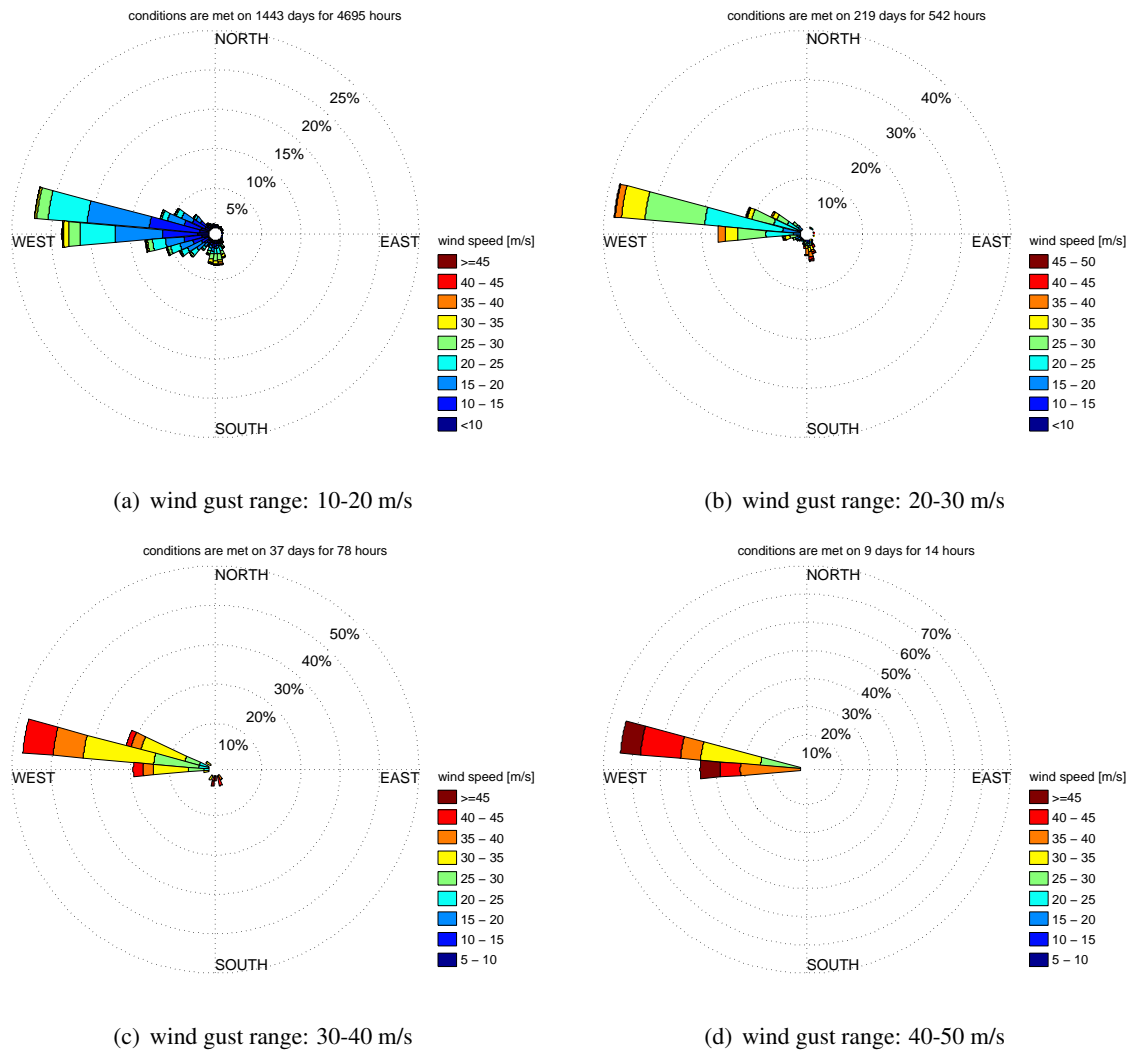 conditions are met on 1443 days for 4695 hours
NORTH
25%
20%
15%
10%
5%
WEST
EAST
SOUTH
wind speed [m/s]
>=45
40 − 45
35 − 40
30 − 35
25 − 30
20 − 25
15 − 20
10 − 15
<10
(a) wind gust range: 10-20 m/s
conditions are met on 219 days for 542 hours
NORTH
40%
30%
20%
10%
WEST
EAST
SOUTH
wind speed [m/s]
45 − 50
40 − 45
35 − 40
30 − 35
25 − 30
20 − 25
15 − 20
10 − 15
<10
(b) wind gust range: 20-30 m/s
conditions are met on 37 days for 78 hours
NORTH
50%
40%
30%
20%
10%
WEST
EAST
SOUTH
wind speed [m/s]
>=45
40 − 45
35 − 40
30 − 35
25 − 30
20 − 25
15 − 20
10 − 15
5 − 10
(c) wind gust range: 30-40 m/s
conditions are met on 9 days for 14 hours
NORTH
70%
60%
50%
40%
30%
20%
10%
WEST
EAST
SOUTH
wind speed [m/s]
>=45
40 − 45
35 − 40
30 − 35
25 − 30
20 − 25
15 − 20
10 − 15
5 − 10
(d) wind gust range: 40-50 m/s